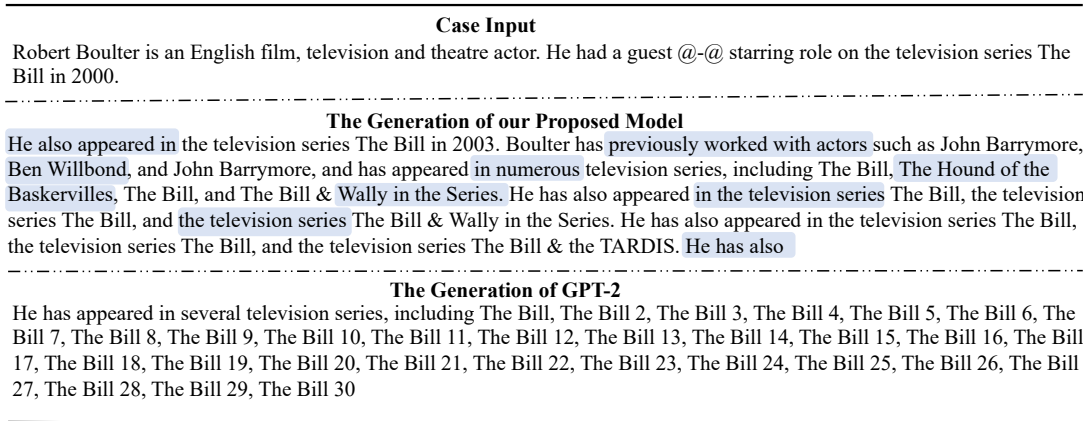 Case Input
Robert Boulter is an English film, television and theatre actor. He had a guest @-@ starring role on the television series The
Bill in 2000.
The Generation of our Proposed Model
He also appeared in the television series The Bill in 2003. Boulter has previously worked with actors such as John Barrymore,
Ben Willbond, and John Barrymore, and has appeared in numerous television series, including The Bill, The Hound of the
Baskervilles, The Bill, and The Bill & Wally in the Series. He has also appeared in the television series The Bill, the television
series The Bill, and the television series The Bill & Wally in the Series. He has also appeared in the television series The Bill,
the television series The Bill, and the television series The Bill & the TARDIS. He has also
The Generation of GPT-2
He has appeared in several television series, including The Bill, The Bill 2, The Bill 3, The Bill 4, The Bill 5, The Bill 6, The
Bill 7, The Bill 8, The Bill 9, The Bill 10, The Bill 11, The Bill 12, The Bill 13, The Bill 14, The Bill 15, The Bill 16, The Bill
17, The Bill 18, The Bill 19, The Bill 20, The Bill 21, The Bill 22, The Bill 23, The Bill 24, The Bill 25, The Bill 26, The Bill
27, The Bill 28, The Bill 29, The Bill 30